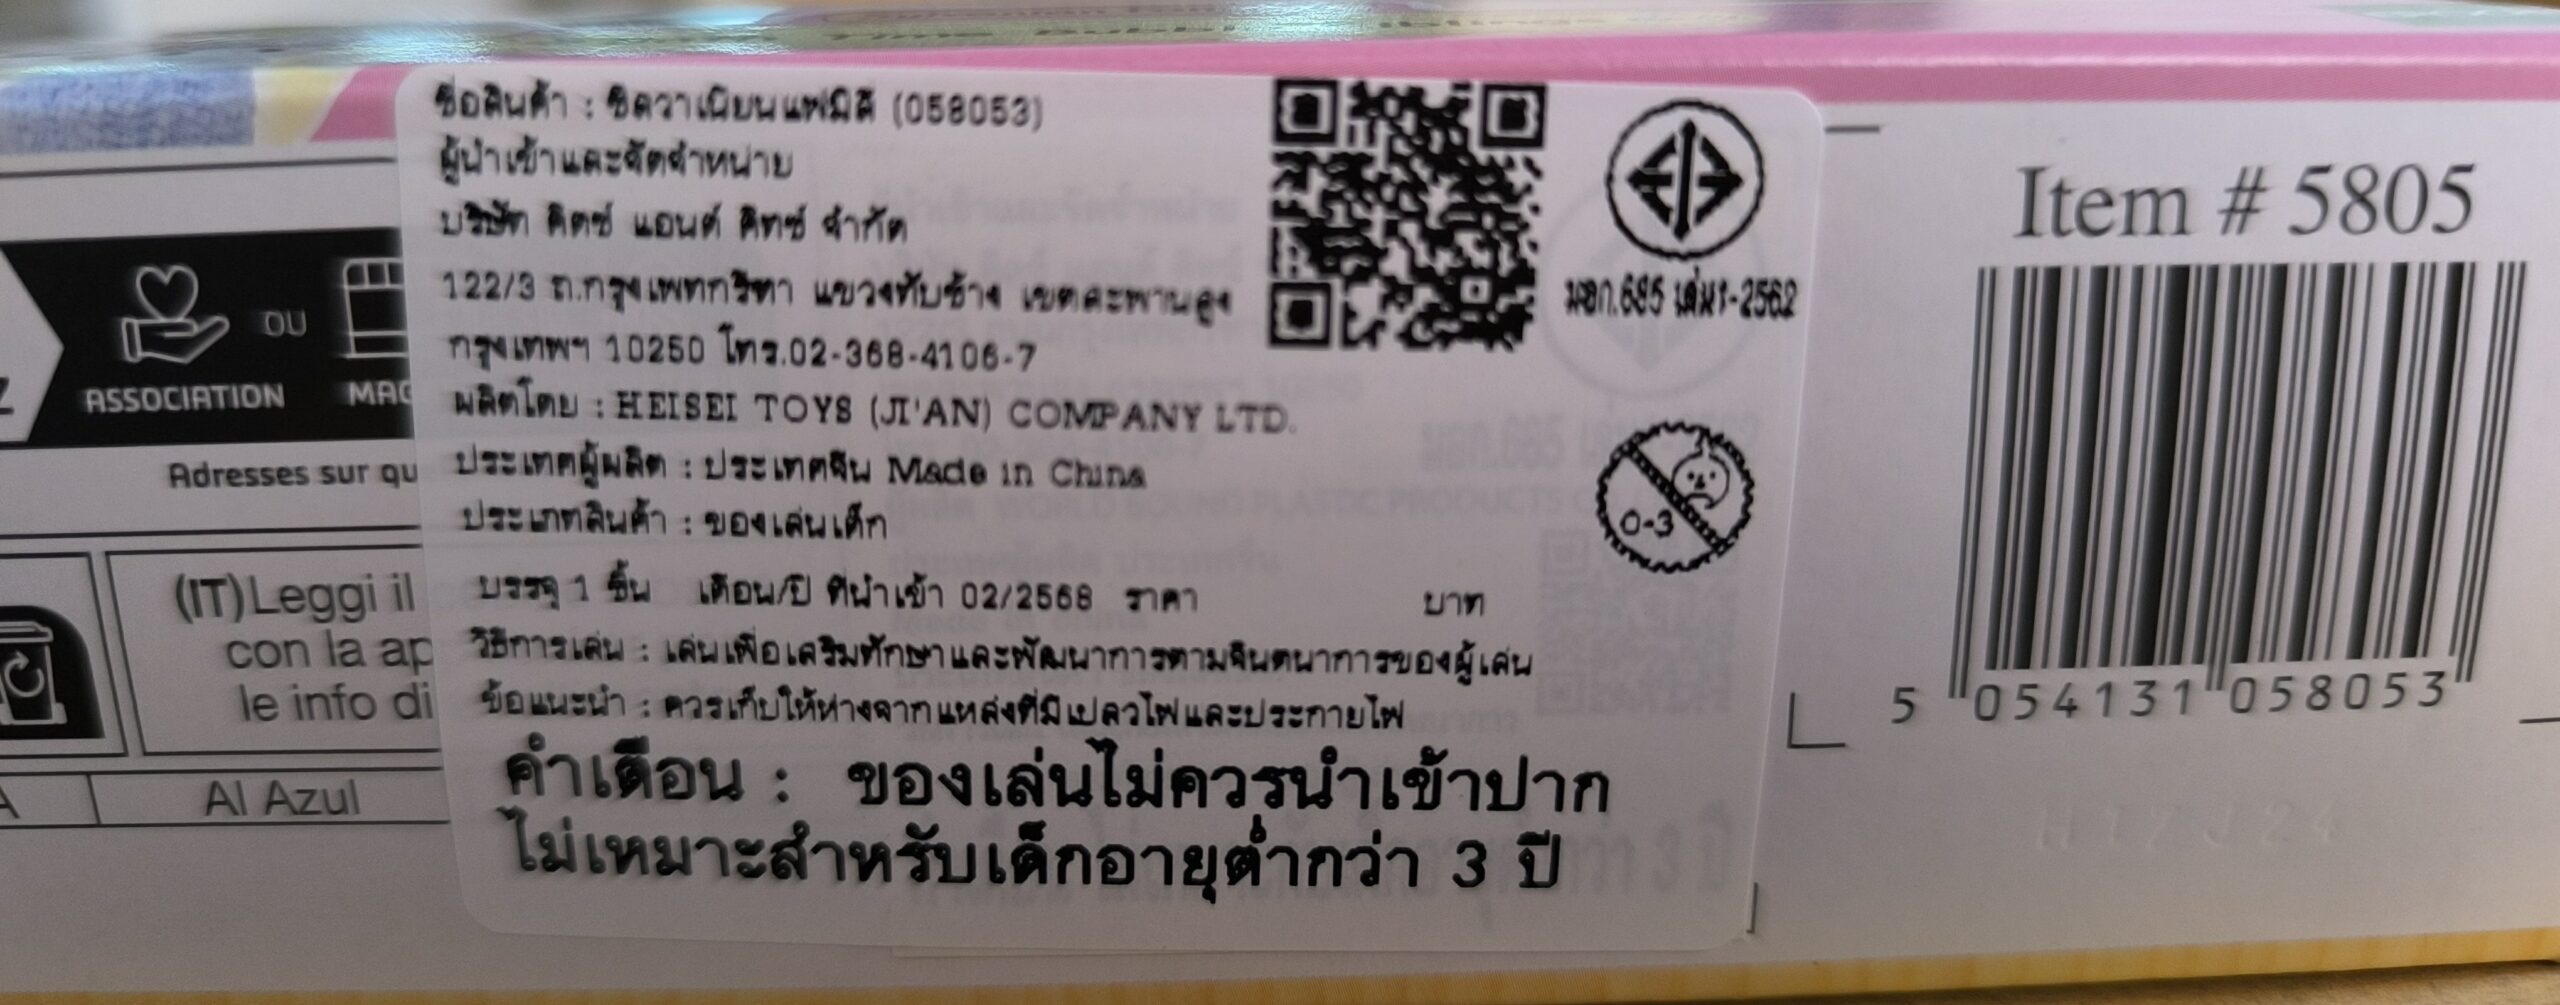 ชื่อสินค้า : ซิลวาเนียนแฟมิลี (058053)
ผู้นำเข้าและจัดจำหน่าย
บริษัท คิดซ์ แอนด์ คิทซ์ จำกัด
122/3 ถ.กรุงเทพกรีฑา แขวงทับช้าง เขตสะพานสูง
กรุงเทพฯ 10250 โทร.02-368-4106-7
ผลิตโดย : HEISEI TOYS (JI'AN) COMPANY LTD.
ประเทศผู้ผลิต : ประเทศจีน Made in China
ประเภทสินค้า : ของเล่นเด็ก
บรรจุ 1 ชิ้น เดือน/ปี ที่นำเข้า 02/2568 ราคา บาท
วิธีการเล่น : เล่นเพื่อเสริมทักษาและพัฒนาการตามจินตนาการของผู้เล่น
ข้อแนะนำ : ควรเก็บให้ห่างจากแหล่งที่มีเปลวไฟและประกายไฟ
คำเตือน : ของเล่นไม่ควรนำเข้าปาก
ไม่เหมาะสำหรับเด็กอายุต่ำกว่า 3 ปี
มอก.685 เล่ม1-2562
0-3
Item # 5805
5 054131 058053
ASSOCIATION
OU
MAG
Adresses sur qu
(IT)Leggi il
con la ap
le info di
Al Azul